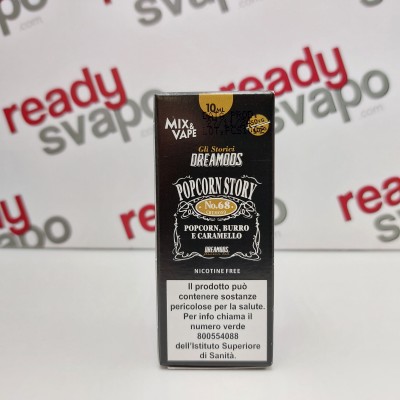 ready
svapo
.com
ready
svapo
ready
svapo
ready
svapo
10ML
MIX&
VAPE
Gli Storici
DREAMODS
POPCORN STORY
No.68
POPCORN, BURRO
E CARAMELLO
DREAMODS
NICOTINE FREE
Il prodotto può
contenere sostanze
pericolose per la salute.
Per info chiama il
numero verde
800554088
dell'Istituto Superiore
di Sanità.